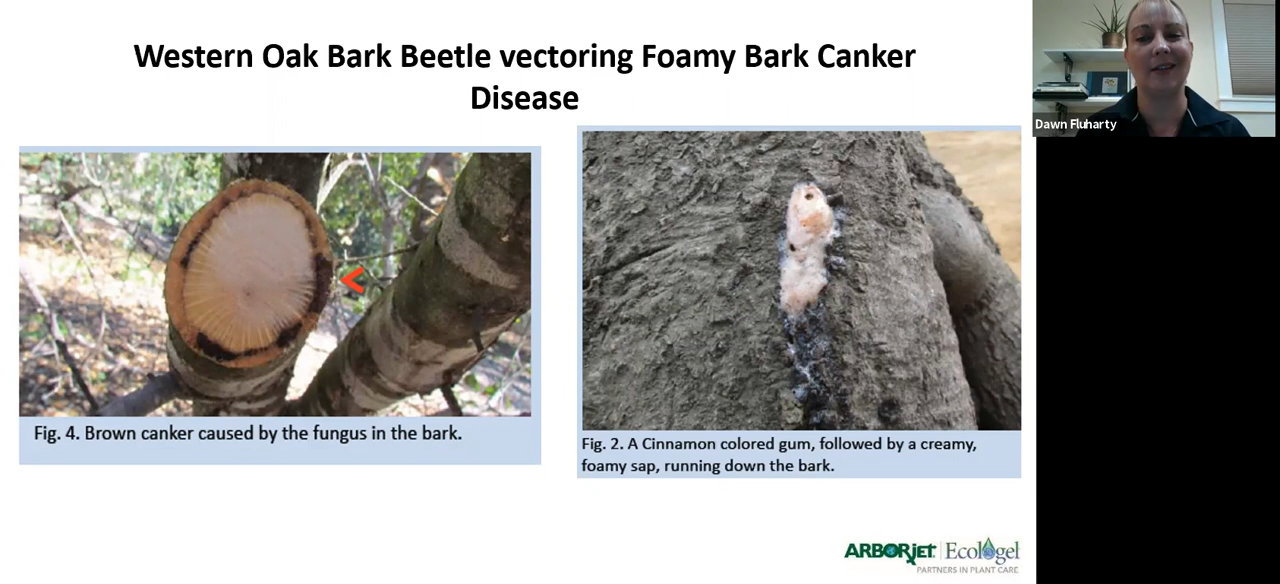 Western Oak Bark Beetle vectoring Foamy Bark Canker
Disease
Dawn Fluharty
Fig. 4. Brown canker caused by the fungus in the bark.
Fig. 2. A Cinnamon colored gum, followed by a creamy,
foamy sap, running down the bark.
ARBORJET Ecologel
PARTNERS IN PLANT CARE